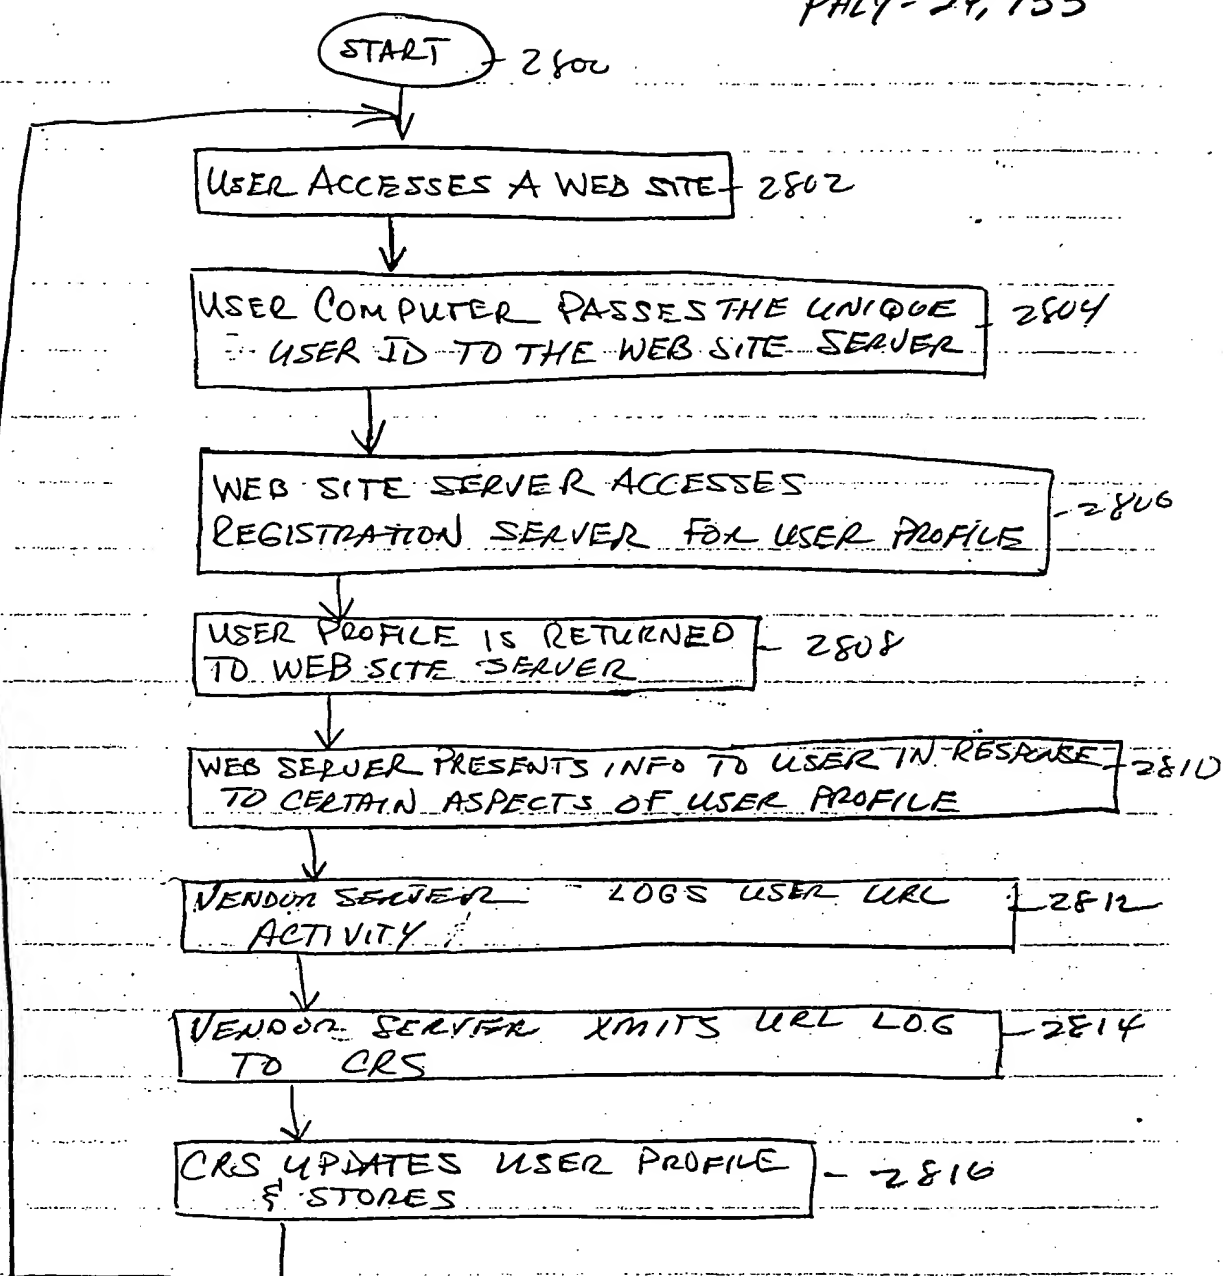 PHLY-24,155
START 2800
USER ACCESSES A WEB SITE 2802
USER COMPUTER PASSES THE UNIQUE 2804
USER ID TO THE WEB SITE SERVER
WEB SITE SERVER ACCESSES
REGISTRATION SERVER FOR USER PROFILE 2806
USER PROFILE IS RETURNED 2808
TO WEB SITE SERVER
WEB SERVER PRESENTS INFO TO USER IN RESPONSE 2810
TO CERTAIN ASPECTS OF USER PROFILE
VENDOR SERVER LOGS USER URL 2812
ACTIVITY
VENDOR SERVER XMITS URL LOG 2814
TO CRS
CRS UPDATES USER PROFILE 2816
& STORES